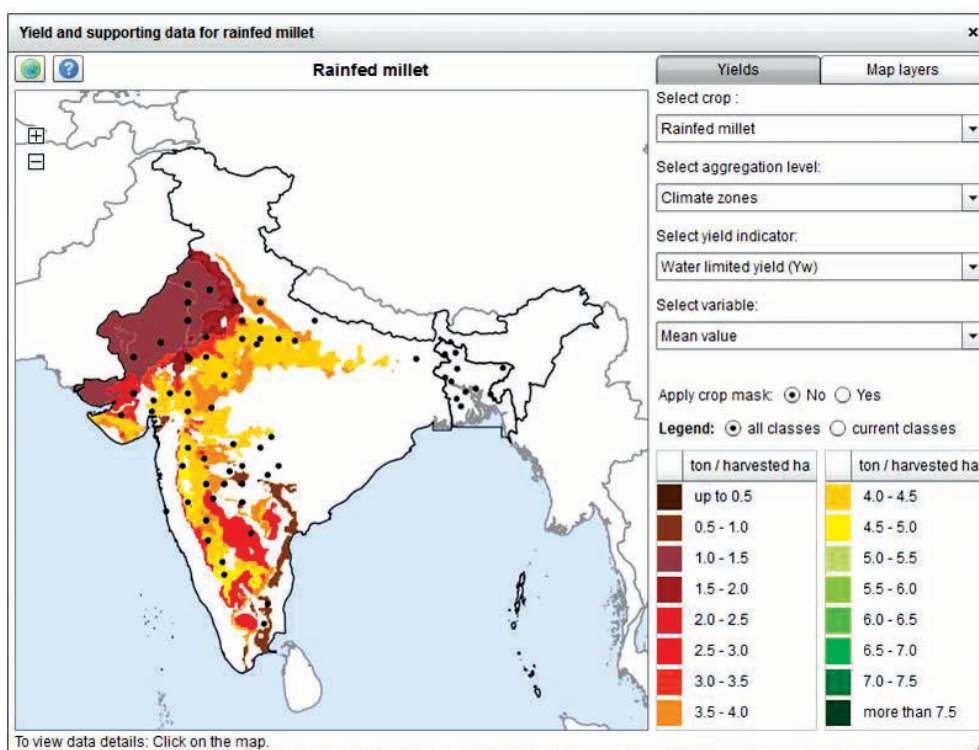 Yield and supporting data for rainfed millet
x
?
Rainfed millet
Yields
Map layers
+
−
Select crop :
Rainfed millet
Select aggregation level:
Climate zones
Select yield indicator:
Water limited yield (Yw)
Select variable:
Mean value
Apply crop mask: No Yes
Legend: all classes current classes
ton / harvested ha
up to 0.5
0.5 - 1.0
1.0 - 1.5
1.5 - 2.0
2.0 - 2.5
2.5 - 3.0
3.0 - 3.5
3.5 - 4.0
ton / harvested ha
4.0 - 4.5
4.5 - 5.0
5.0 - 5.5
5.5 - 6.0
6.0 - 6.5
6.5 - 7.0
7.0 - 7.5
more than 7.5
To view data details: Click on the map.